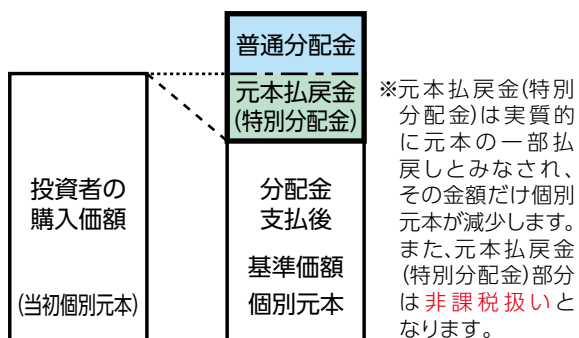 普通分配金
元本払戻金
(特別分配金)
投資者の
購入価額
(当初個別元本)
分配金
支払後
基準価額
個別元本
※元本払戻金(特別
分配金)は実質的
に元本の一部払
戻しとみなされ、
その金額だけ個別
元本が減少します。
また、元本払戻金
(特別分配金)部分
は非課税扱いと
なります。